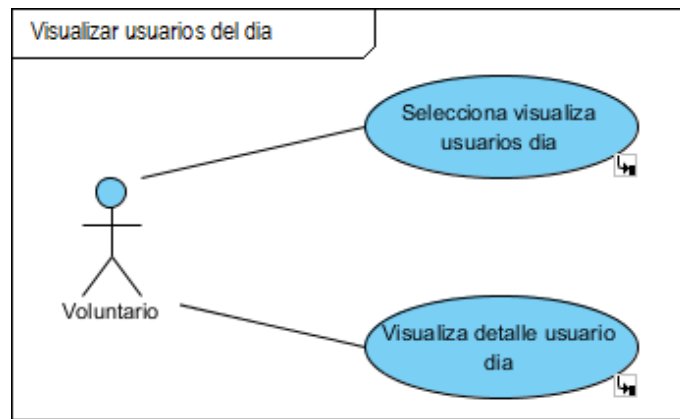 Visualizar usuarios del dia
Selecciona visualiza
usuarios dia
Voluntario
Visualiza detalle usuario
dia